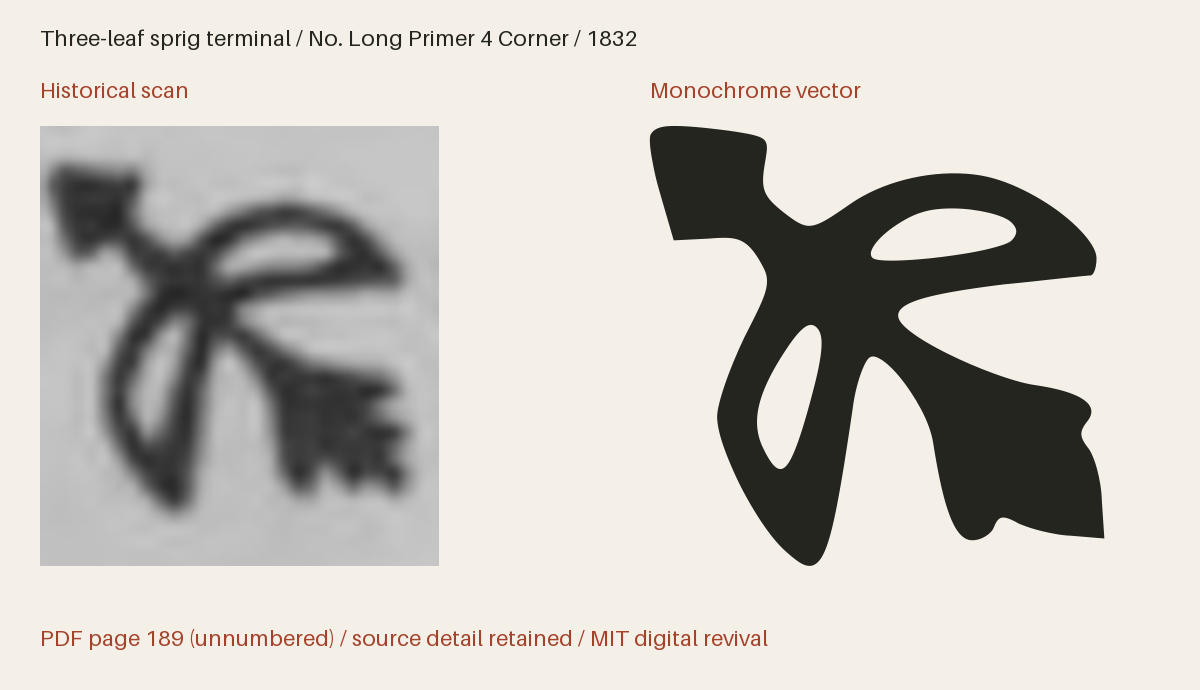 Three-leaf sprig terminal / No. Long Primer 4 Corner / 1832
Historical scan
Monochrome vector
PDF page 189 (unnumbered) / source detail retained / MIT digital revival